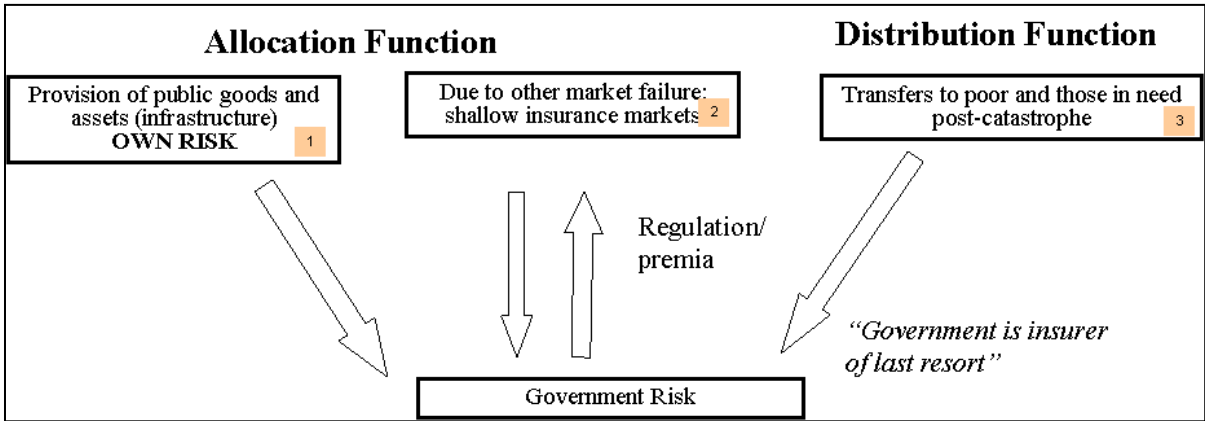 Allocation Function
Distribution Function
Provision of public goods and
assets (infrastructure)
OWN RISK
1
Due to other market failure:
shallow insurance markets
2
Transfers to poor and those in need
post-catastrophe
3
Regulation/
premia
“Government is insurer
of last resort”
Government Risk